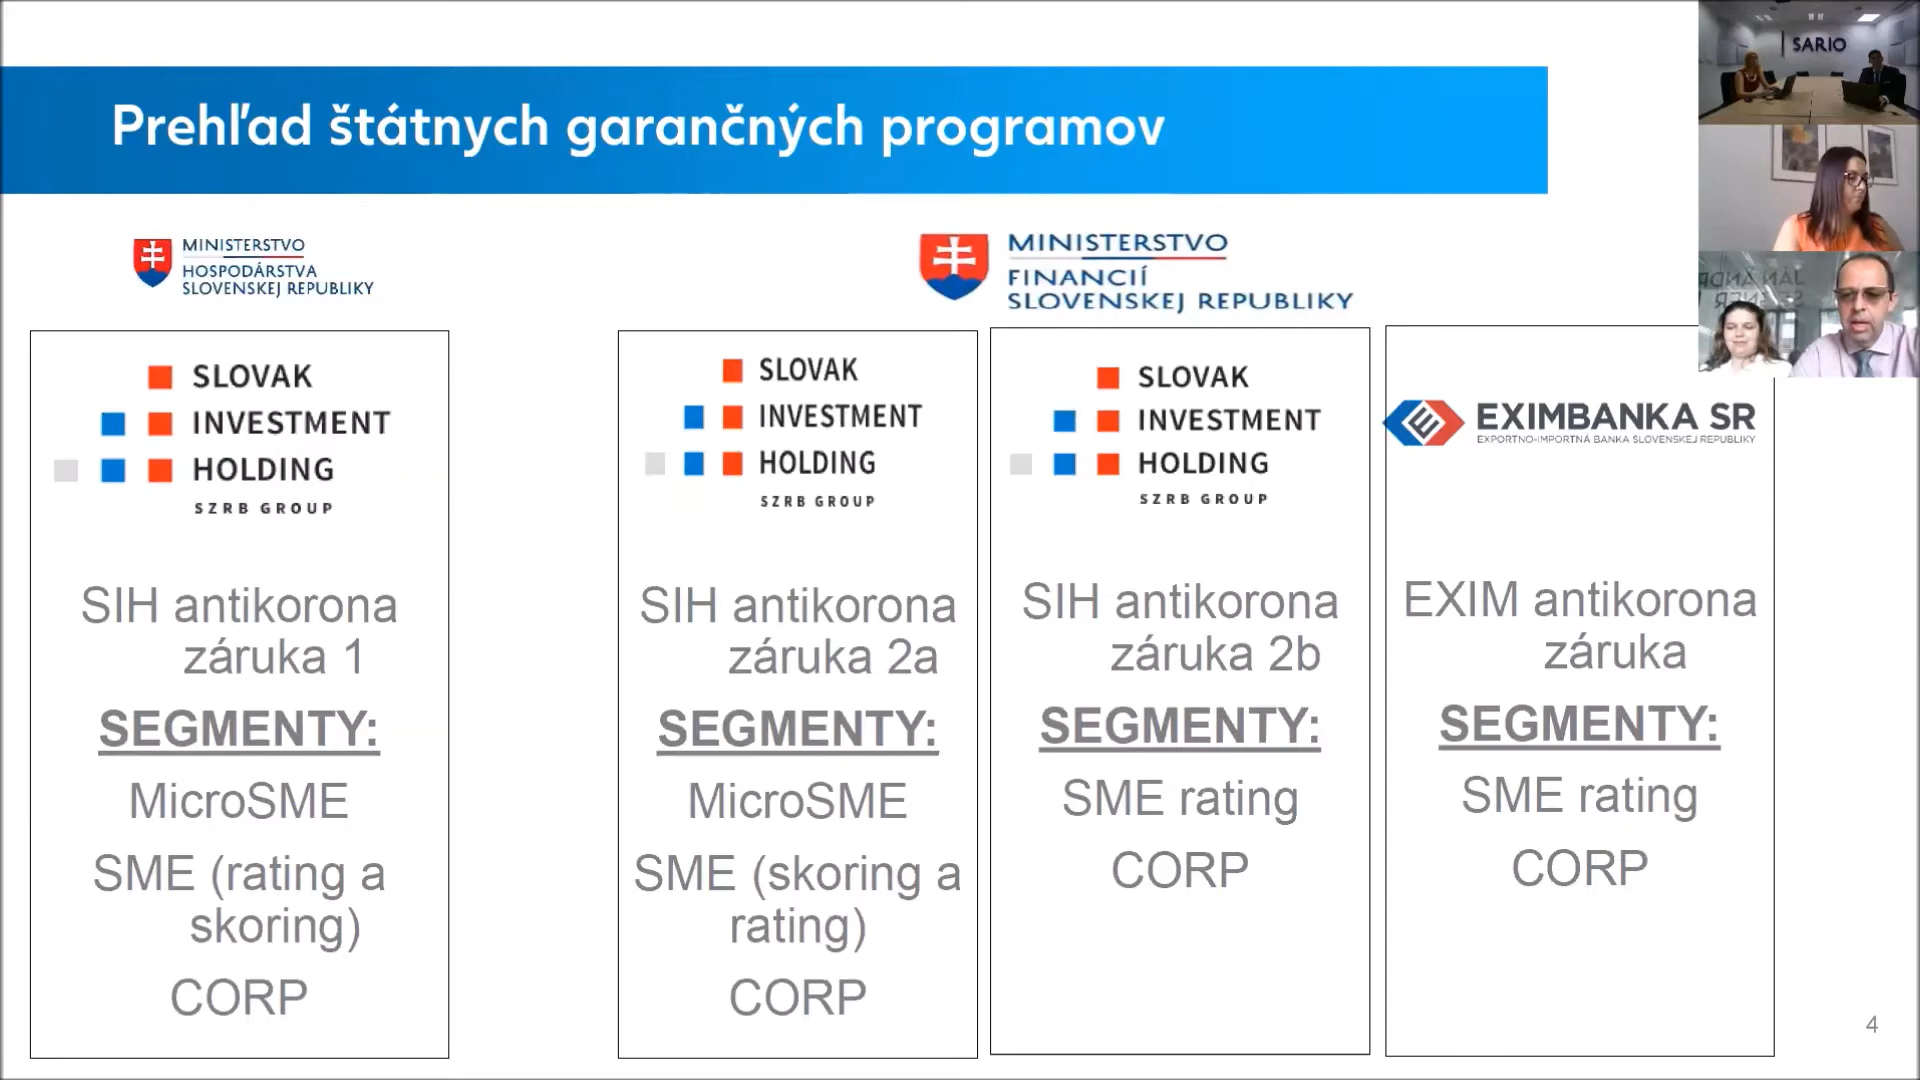 Prehľad štátnych garančných programov
MINISTERSTVO
HOSPODÁRSTVA
SLOVENSKEJ REPUBLIKY
MINISTERSTVO
FINANCIÍ
SLOVENSKEJ REPUBLIKY
SLOVAK
INVESTMENT
HOLDING
SZRB GROUP
SIH antikorona
záruka 1
SEGMENTY:
MicroSME
SME (rating a
skoring)
CORP
SLOVAK
INVESTMENT
HOLDING
SZRB GROUP
SIH antikorona
záruka 2a
SEGMENTY:
MicroSME
SME (skoring a
rating)
CORP
SLOVAK
INVESTMENT
HOLDING
SZRB GROUP
SIH antikorona
záruka 2b
SEGMENTY:
SME rating
CORP
EXIMBANKA SR
EXPORTNO-IMPORTNÁ BANKA SLOVENSKEJ REPUBLIKY
EXIM antikorona
záruka
SEGMENTY:
SME rating
CORP
4
SARIO